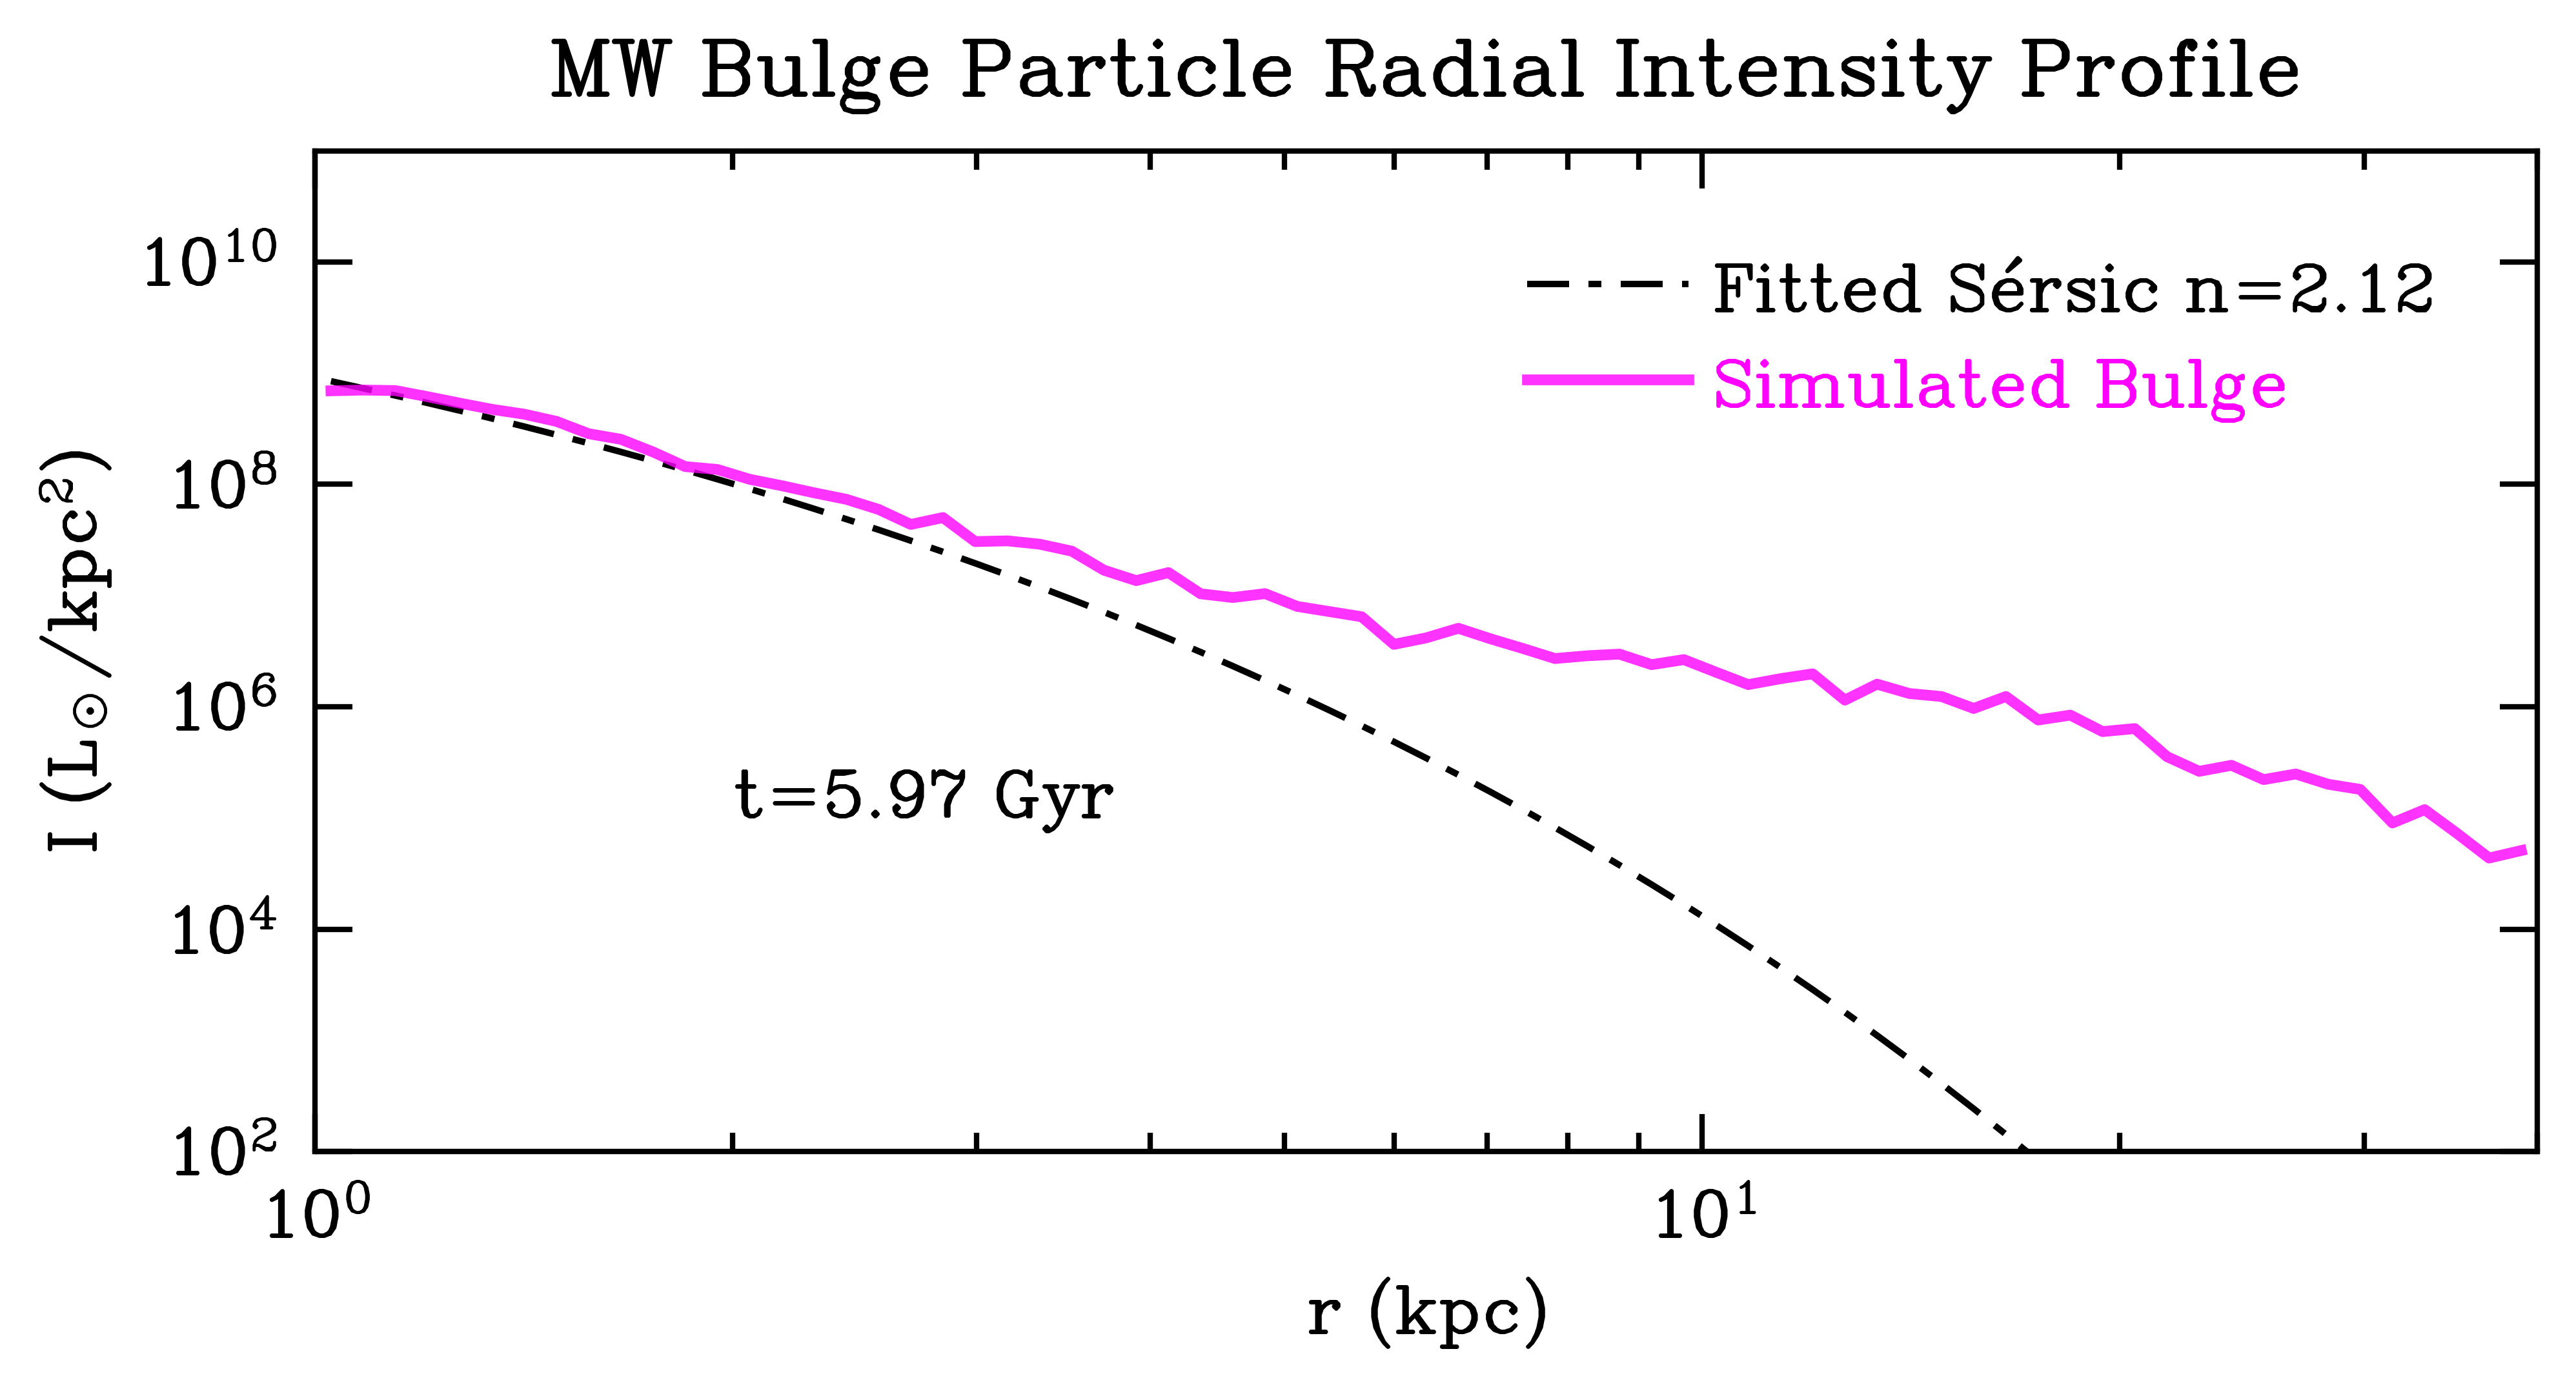 MW Bulge Particle Radial Intensity Profile
10¹⁰
Fitted Sérsic n=2.12
Simulated Bulge
10⁸
I (L⊙/kpc²)
10⁶
t=5.97 Gyr
10⁴
10²
10⁰ 10¹
r (kpc)